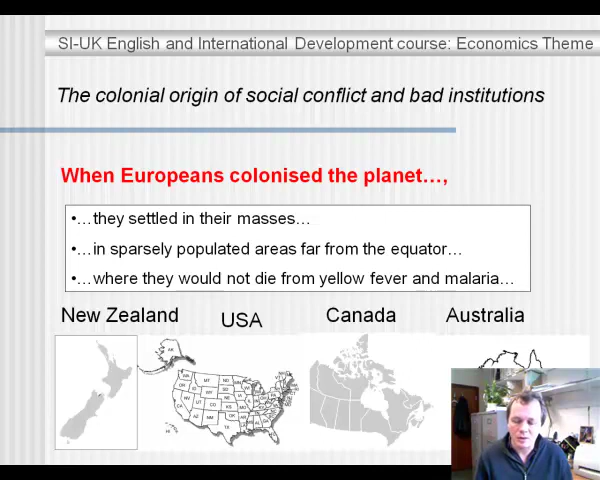 SI-UK English and International Development course: Economics Theme
The colonial origin of social conflict and bad institutions
When Europeans colonised the planet…,
•…they settled in their masses…
•…in sparsely populated areas far from the equator…
•…where they would not die from yellow fever and malaria…
New Zealand
USA
Canada
Australia